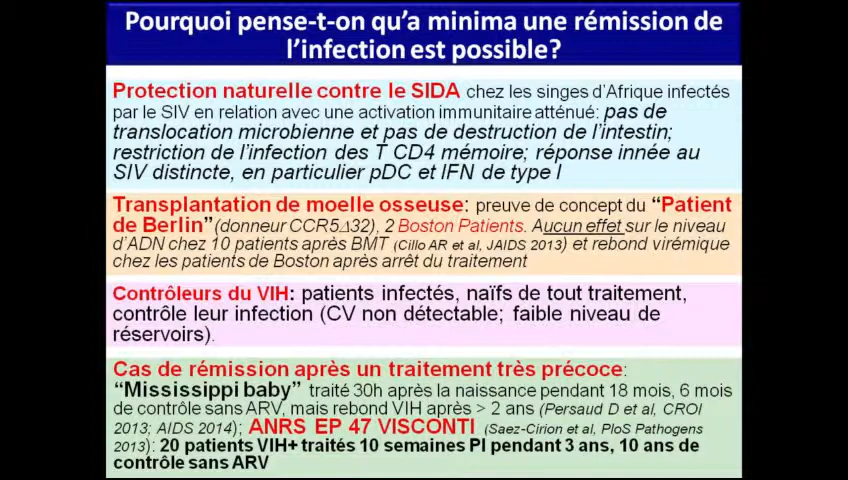 Pourquoi pense-t-on qu'a minima une rémission de
l'infection est possible?
Protection naturelle contre le SIDA chez les singes d'Afrique infectés
par le SIV en relation avec une activation immunitaire atténué: pas de
translocation microbienne et pas de destruction de l'intestin;
restriction de l'infection des T CD4 mémoire; réponse innée au
SIV distincte, en particulier pDC et IFN de type I
Transplantation de moelle osseuse: preuve de concept du "Patient
de Berlin" (donneur CCR5∆32), 2 Boston Patients. Aucun effet sur le niveau
d'ADN chez 10 patients après BMT (Cillo AR et al, JAIDS 2013) et rebond virémique
chez les patients de Boston après arrêt du traitement
Contrôleurs du VIH: patients infectés, naïfs de tout traitement,
contrôle leur infection (CV non détectable; faible niveau de
réservoirs).
Cas de rémission après un traitement très précoce:
"Mississippi baby" traité 30h après la naissance pendant 18 mois, 6 mois
de contrôle sans ARV, mais rebond VIH après > 2 ans (Persaud D et al, CROI
2013; AIDS 2014); ANRS EP 47 VISCONTI (Saez-Cirion et al, PloS Pathogens
2013): 20 patients VIH+ traités 10 semaines PI pendant 3 ans, 10 ans de
contrôle sans ARV